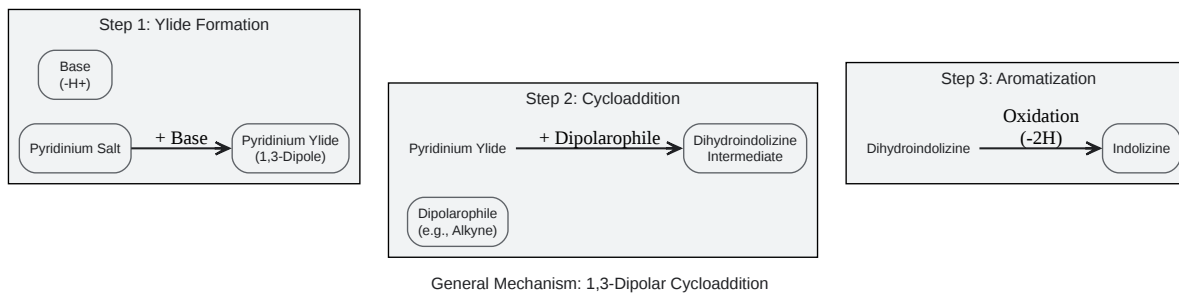 Step 1: Ylide Formation
Base
(-H+)
Pyridinium Salt
+ Base
Pyridinium Ylide
(1,3-Dipole)
Step 2: Cycloaddition
Pyridinium Ylide
+ Dipolarophile
Dihydroindolizine
Intermediate
Dipolarophile
(e.g., Alkyne)
Step 3: Aromatization
Dihydroindolizine
Oxidation
(-2H)
Indolizine
General Mechanism: 1,3-Dipolar Cycloaddition